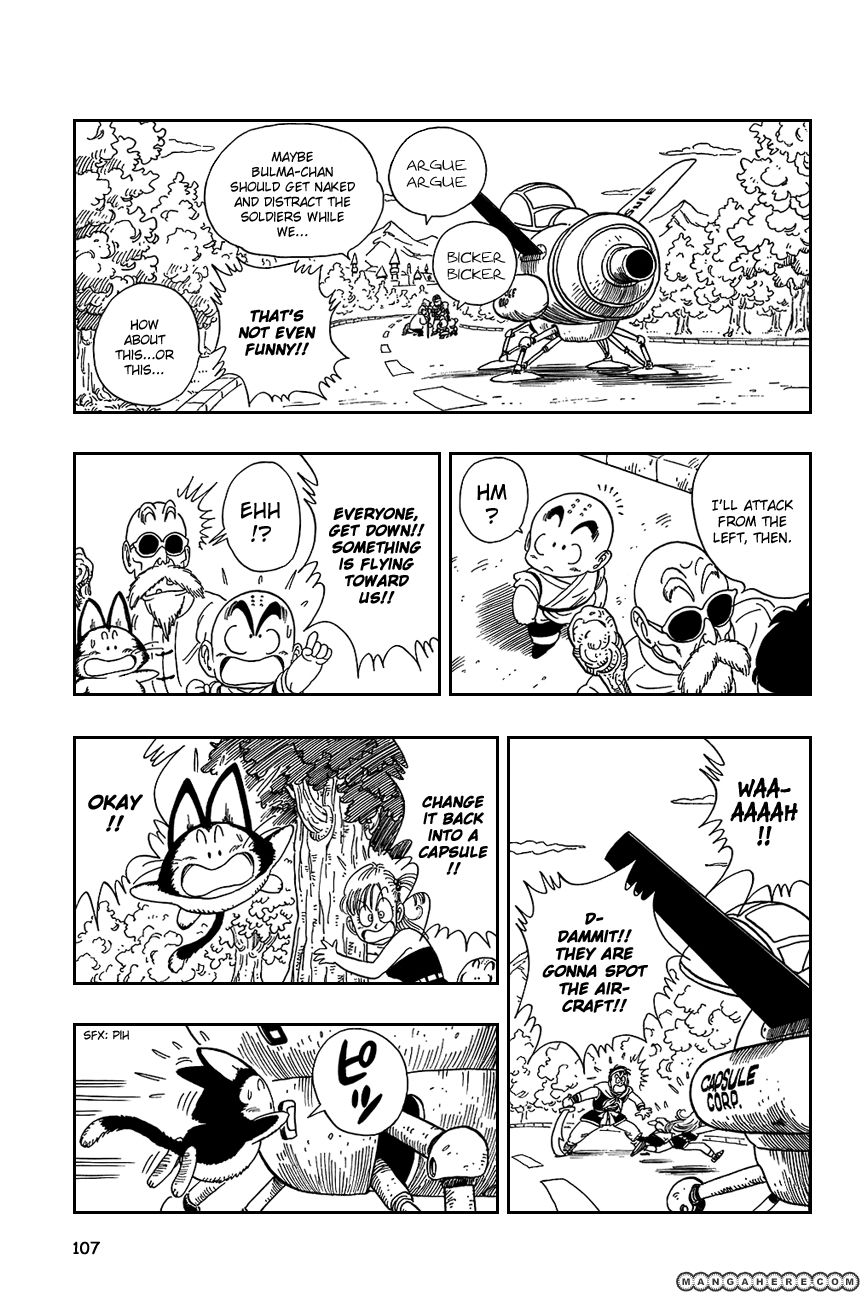 MAYBE
BULMA-CHAN
SHOULD GET NAKED
AND DISTRACT THE
SOLDIERS WHILE
WE...
ARGUE
ARGUE
BICKER
BICKER
HOW
ABOUT
THIS...OR
THIS...
THAT'S
NOT EVEN
FUNNY!!
I'LL ATTACK
FROM THE
LEFT, THEN.
HM
?
EVERYONE,
GET DOWN!!
SOMETHING
IS FLYING
TOWARD
US!!
EHH
!?
WAA-
AAAAH
!!
D-
DAMMIT!!
THEY ARE
GONNA SPOT
THE AIR-
CRAFT!!
CAPSULE
CORP.
CHANGE
IT BACK
INTO A
CAPSULE
!!
OKAY
!!
SFX: PIH
ピッ
107
MANGAHERE.COM